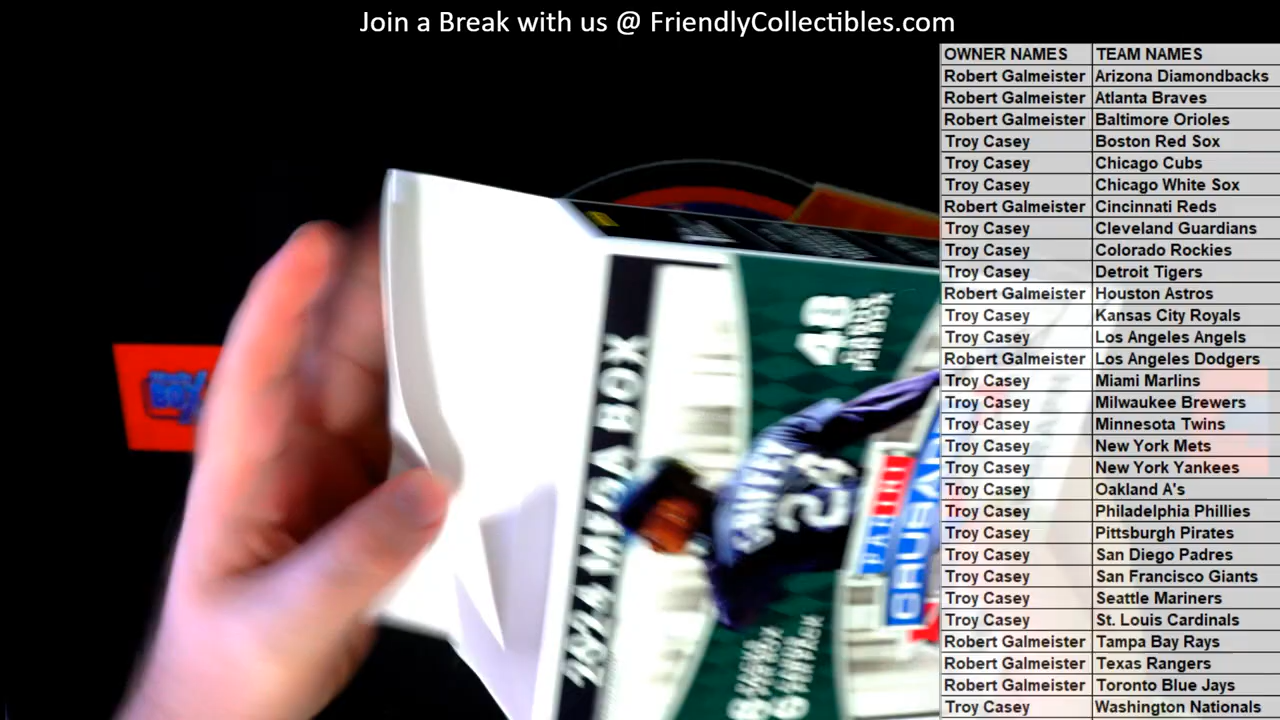 Join a Break with us @ FriendlyCollectibles.com
OWNER NAMES TEAM NAMES
Robert Galmeister Arizona Diamondbacks
Robert Galmeister Atlanta Braves
Robert Galmeister Baltimore Orioles
Troy Casey Boston Red Sox
Troy Casey Chicago Cubs
Troy Casey Chicago White Sox
Robert Galmeister Cincinnati Reds
Troy Casey Cleveland Guardians
Troy Casey Colorado Rockies
Troy Casey Detroit Tigers
Robert Galmeister Houston Astros
Troy Casey Kansas City Royals
Troy Casey Los Angeles Angels
Robert Galmeister Los Angeles Dodgers
Troy Casey Miami Marlins
Troy Casey Milwaukee Brewers
Troy Casey Minnesota Twins
Troy Casey New York Mets
Troy Casey New York Yankees
Troy Casey Oakland A's
Troy Casey Philadelphia Phillies
Troy Casey Pittsburgh Pirates
Troy Casey San Diego Padres
Troy Casey San Francisco Giants
Troy Casey Seattle Mariners
Troy Casey St. Louis Cardinals
Robert Galmeister Tampa Bay Rays
Robert Galmeister Texas Rangers
Robert Galmeister Toronto Blue Jays
Troy Casey Washington Nationals
2024 MEGA BOX
48
CARDS
PER BOX